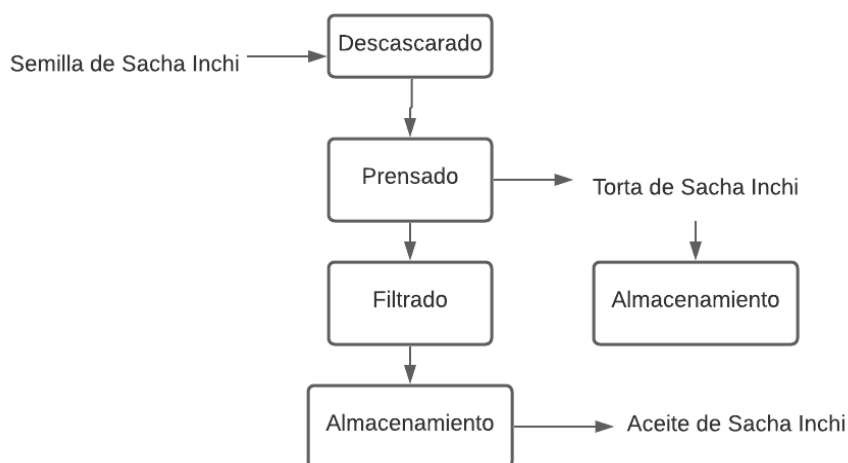 Descascarado
Semilla de Sacha Inchi
Prensado
Torta de Sacha Inchi
Filtrado
Almacenamiento
Almacenamiento
Aceite de Sacha Inchi